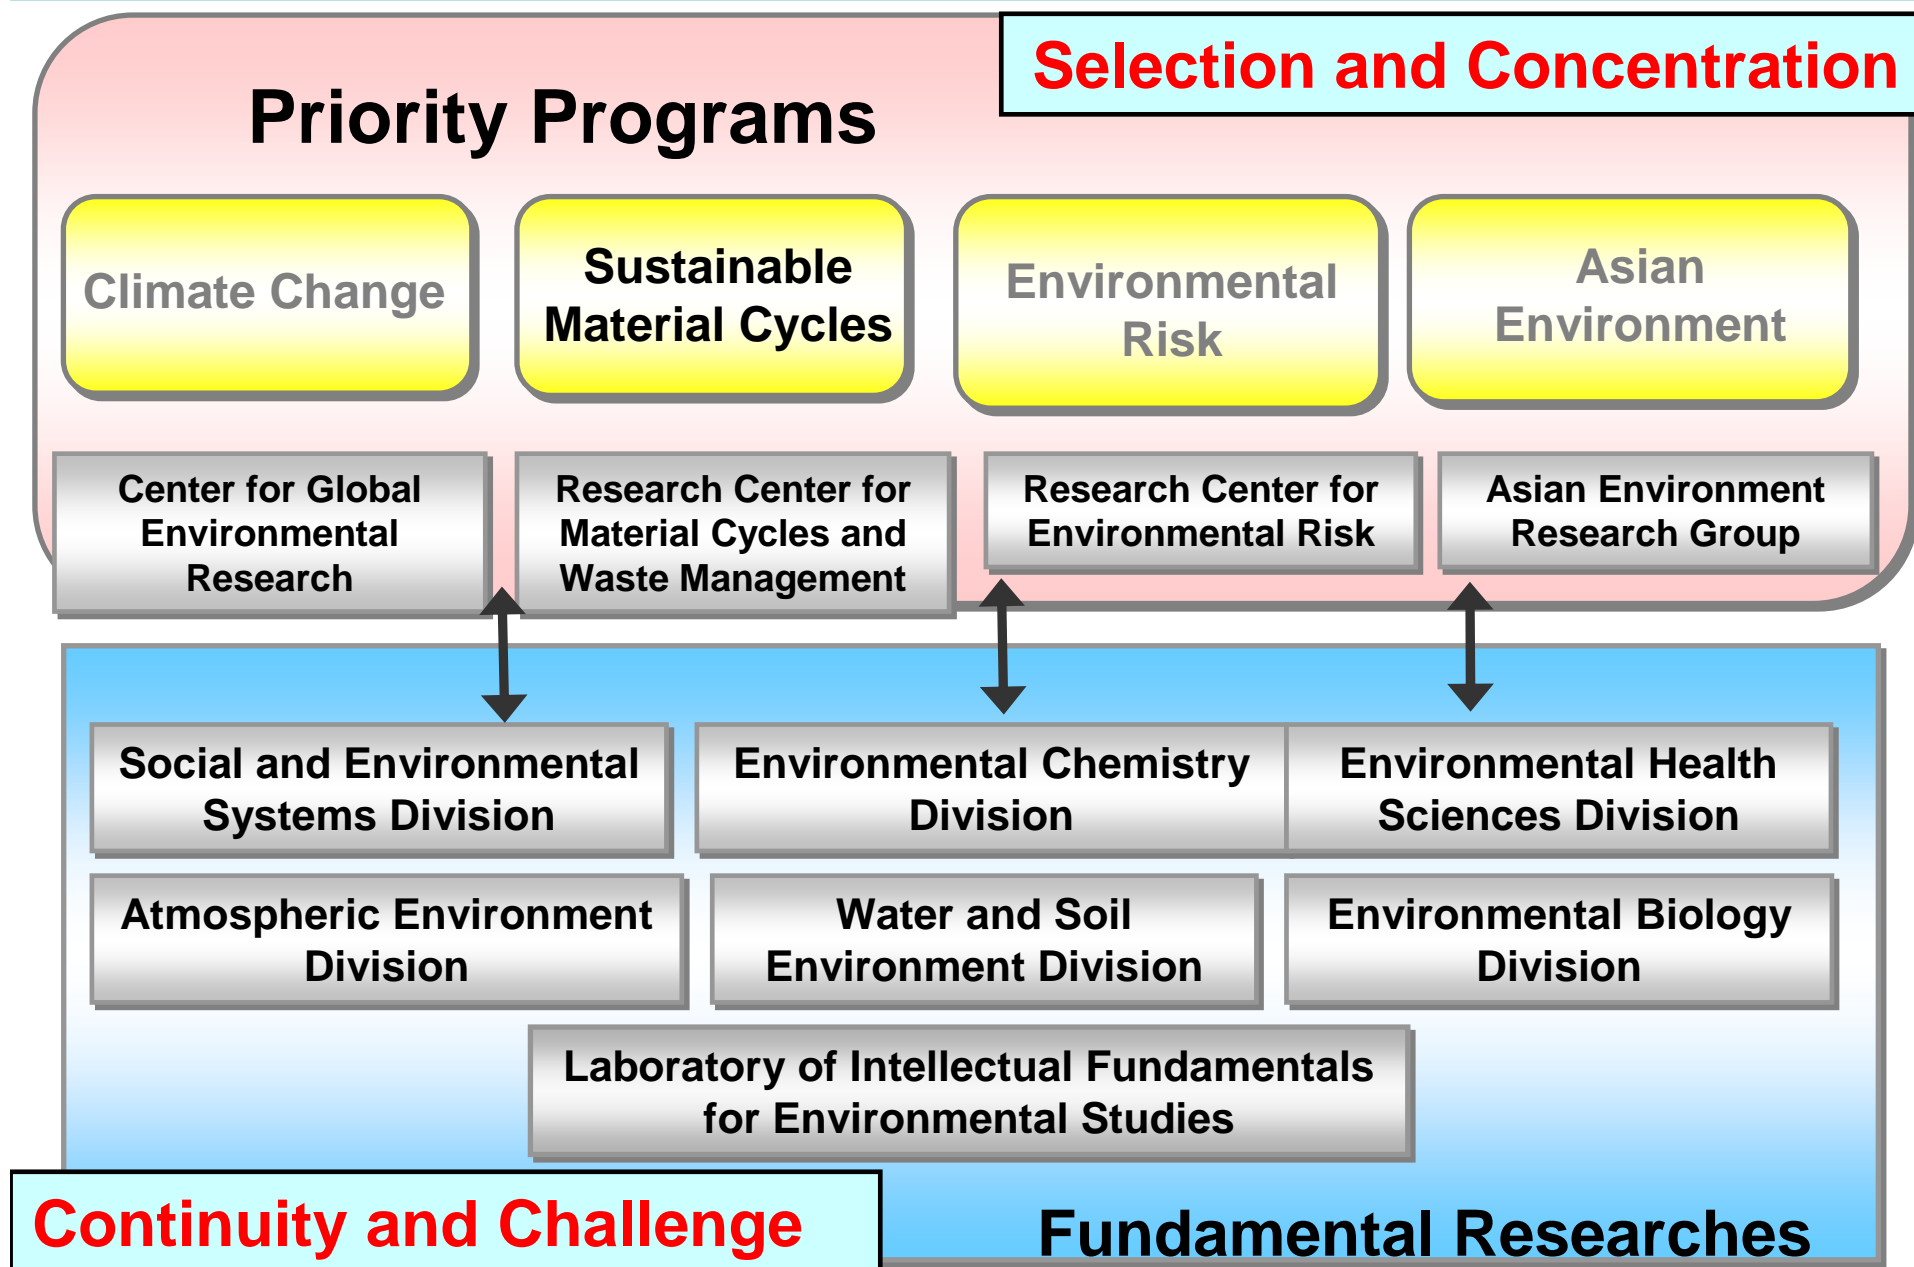 Selection and Concentration
Priority Programs
Climate Change
Sustainable
Material Cycles
Environmental
Risk
Asian
Environment
Center for Global
Environmental
Research
Research Center for
Material Cycles and
Waste Management
Research Center for
Environmental Risk
Asian Environment
Research Group
Social and Environmental
Systems Division
Environmental Chemistry
Division
Environmental Health
Sciences Division
Atmospheric Environment
Division
Water and Soil
Environment Division
Environmental Biology
Division
Laboratory of Intellectual Fundamentals
for Environmental Studies
Continuity and Challenge
Fundamental Researches